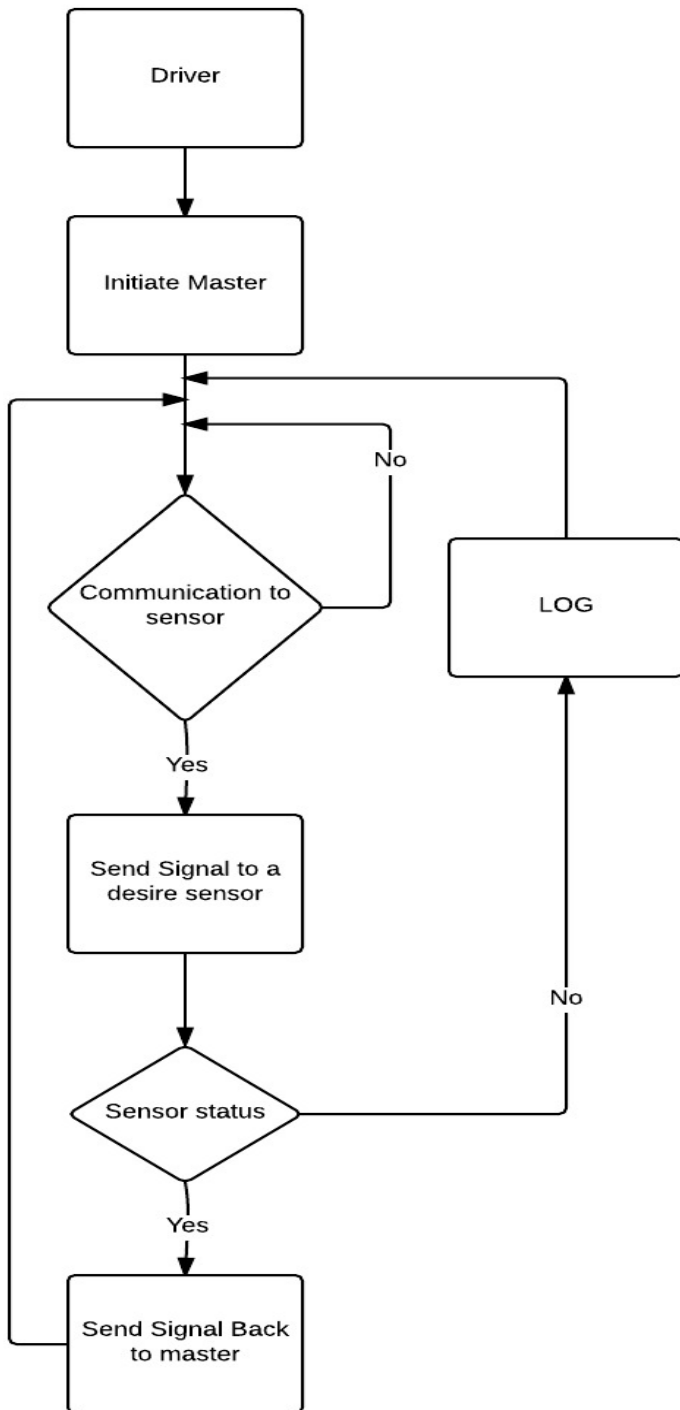 Driver
Initiate Master
No
Communication to
sensor
LOG
Yes
Send Signal to a
desire sensor
No
Sensor status
Yes
Send Signal Back
to master